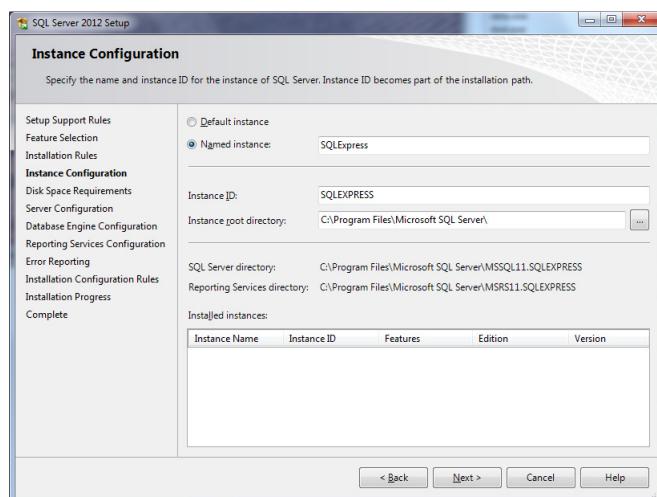 SQL Server 2012 Setup
Instance Configuration
Specify the name and instance ID for the instance of SQL Server. Instance ID becomes part of the installation path.
Setup Support Rules
Feature Selection
Installation Rules
Instance Configuration
Disk Space Requirements
Server Configuration
Database Engine Configuration
Reporting Services Configuration
Error Reporting
Installation Configuration Rules
Installation Progress
Complete
Default instance
Named instance: SQLExpress
Instance ID: SQLEXPRESS
Instance root directory: C:\Program Files\Microsoft SQL Server\ ...
SQL Server directory: C:\Program Files\Microsoft SQL Server\MSSQL11.SQLEXPRESS
Reporting Services directory: C:\Program Files\Microsoft SQL Server\MSRS11.SQLEXPRESS
Installed instances:
Instance Name Instance ID Features Edition Version
< Back Next > Cancel Help